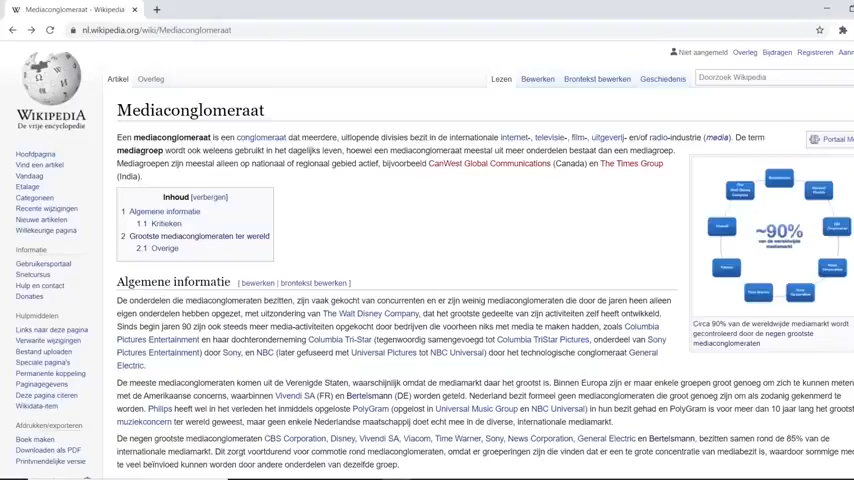 Mediaconglomeraat - Wikipedia
nl.wikipedia.org/wiki/Mediaconglomeraat
Niet aangemeld Overleg Bijdragen Registreren Aanm
Artikel Overleg
Lezen Bewerken Brontekst bewerken Geschiedenis
Doorzoek Wikipedia
WIKIPEDIA
De vrije encyclopedie
Hoofdpagina
Vind een artikel
Vandaag
Etalage
Categorieën
Recente wijzigingen
Nieuwe artikelen
Willekeurige pagina
Informatie
Gebruikersportaal
Snelcursus
Hulp en contact
Donaties
Hulpmiddelen
Links naar deze pagina
Verwante wijzigingen
Bestand uploaden
Speciale pagina's
Permanente koppeling
Paginagegevens
Deze pagina citeren
Wikidata-item
Afdrukken/exporteren
Boek maken
Downloaden als PDF
Printvriendelijke versie
Mediaconglomeraat
Een mediaconglomeraat is een conglomeraat dat meerdere, uitlopende divisies bezit in de internationale internet-, televisie-, film-, uitgeverij- en/of radio-industrie (media). De term
mediagroep wordt ook weleens gebruikt in het dagelijks leven, hoewel een mediaconglomeraat meestal uit meer onderdelen bestaat dan een mediagroep.
Mediagroepen zijn meestal alleen op nationaal of regionaal gebied actief, bijvoorbeeld CanWest Global Communications (Canada) en The Times Group
(India).
Portaal M
Inhoud [verbergen]
1 Algemene informatie
1.1 Kritieken
2 Grootste mediaconglomeraten ter wereld
2.1 Overige
~90%
van de wereldwijde
mediamarkt
Circa 90% van de wereldwijde mediamarkt wordt
gecontroleerd door de negen grootste
mediaconglomeraten
Algemene informatie [ bewerken | brontekst bewerken ]
De onderdelen die mediaconglomeraten bezitten, zijn vaak gekocht van concurrenten en er zijn weinig mediaconglomeraten die door de jaren heen alleen
eigen onderdelen hebben opgezet, met uitzondering van The Walt Disney Company, dat het grootste gedeelte van zijn activiteiten zelf heeft ontwikkeld.
Sinds begin jaren 90 zijn ook steeds meer media-activiteiten opgekocht door bedrijven die voorheen niks met media te maken hadden, zoals Columbia
Pictures Entertainment en haar dochteronderneming Columbia Tri-Star (tegenwoordig samengevoegd tot Columbia TriStar Pictures, onderdeel van Sony
Pictures Entertainment) door Sony, en NBC (later gefuseerd met Universal Pictures tot NBC Universal) door het technologische conglomeraat General
Electric.
De meeste mediaconglomeraten komen uit de Verenigde Staten, waarschijnlijk omdat de mediamarkt daar het grootst is. Binnen Europa zijn er maar enkele groepen groot genoeg om zich te kunnen meten
met de Amerikaanse concerns, waarbinnen Vivendi SA (FR) en Bertelsmann (DE) worden geteld. Nederland bezit formeel geen mediaconglomeraten die groot genoeg zijn om als zodanig gekenmerkt te
worden. Philips heeft wel in het verleden het inmiddels opgeloste PolyGram (opgelost in Universal Music Group en NBC Universal) in hun bezit gehad en PolyGram is voor meer dan 10 jaar lang het grootst
muziekconcern ter wereld geweest, maar geen enkele Nederlandse maatschappij doet echt mee in de diverse, internationale mediamarkt.
De negen grootste mediaconglomeraten CBS Corporation, Disney, Vivendi SA, Viacom, Time Warner, Sony, News Corporation, General Electric en Bertelsmann, bezitten samen rond de 85% van de
internationale mediamarkt. Dit zorgt voortdurend voor commotie rond mediaconglomeraten, omdat er groeperingen zijn die vinden dat er een te grote concentratie van mediabezit is, waardoor sommige me
te veel beïnvloed kunnen worden door andere onderdelen van dezelfde groep.